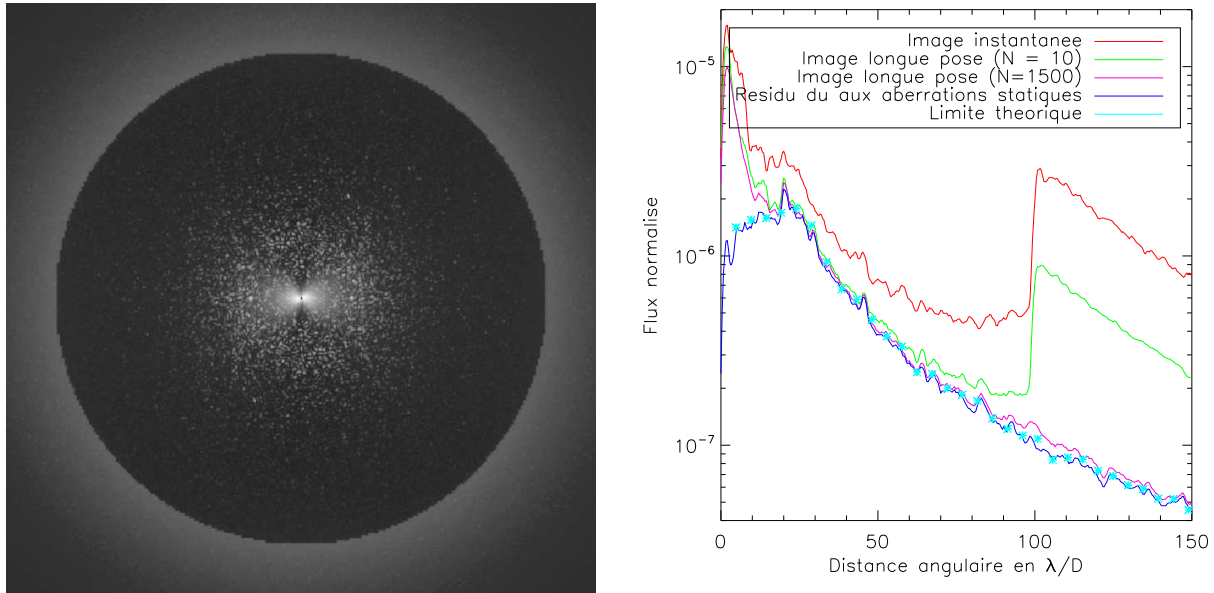 Image instantanee
Image longue pose (N = 10)
Image longue pose (N=1500)
Residu du aux aberrations statiques
Limite theorique
10⁻⁵
10⁻⁶
10⁻⁷
Flux normalise
0 50 100 150
Distance angulaire en λ/D